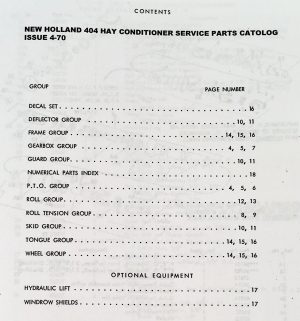 CONTENTS
NEW HOLLAND 404 HAY CONDITIONER SERVICE PARTS CATOLOG
ISSUE 4-70
GROUP PAGE NUMBER
DECAL SET. . . . . . . . . . . . . . . . . . . . . . . . 16
DEFLECTOR GROUP . . . . . . . . . . . . . . . . . . . . 10, 11
FRAME GROUP . . . . . . . . . . . . . . . . . . . . 14, 15, 16
GEARBOX GROUP . . . . . . . . . . . . . . . . . . . . 4, 5, 7
GUARD GROUP. . . . . . . . . . . . . . . . . . . . . . 10, 11
NUMERICAL PARTS INDEX . . . . . . . . . . . . . . . . . . 18
P.T.O. GROUP . . . . . . . . . . . . . . . . . . . . 4, 5, 6
ROLL GROUP. . . . . . . . . . . . . . . . . . . . . . 12, 13
ROLL TENSION GROUP . . . . . . . . . . . . . . . . . . . 8, 9
SKID GROUP . . . . . . . . . . . . . . . . . . . . . . 10, 11
TONGUE GROUP . . . . . . . . . . . . . . . . . . . 14, 15, 16
WHEEL GROUP . . . . . . . . . . . . . . . . . . . . 14, 15, 16
OPTIONAL EQUIPMENT
HYDRAULIC LIFT . . . . . . . . . . . . . . . . . . . . . 17
WINDROW SHIELDS. . . . . . . . . . . . . . . . . . . . . 17